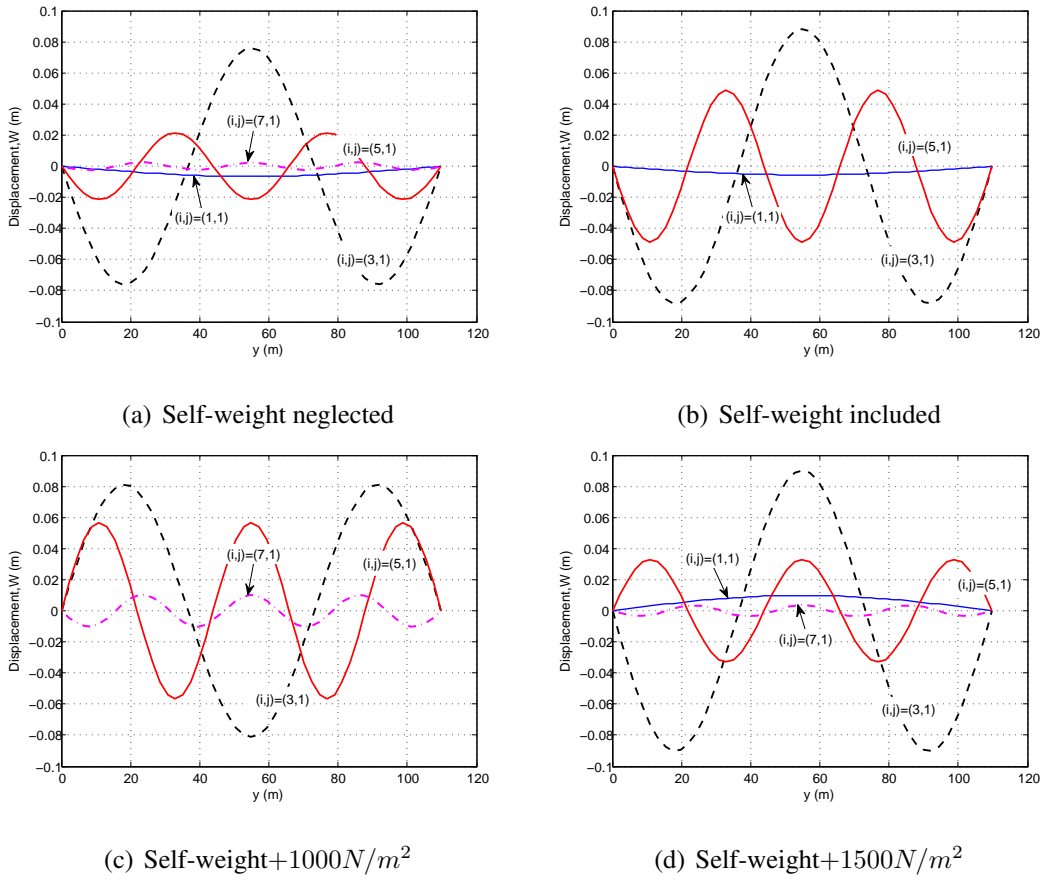 0.1
0.08
0.06
0.04
0.02
0
−0.02
−0.04
−0.06
−0.08
−0.1
Displacement,W (m)
(i,j)=(7,1)
(i,j)=(5,1)
(i,j)=(1,1)
(i,j)=(3,1)
0 20 40 60 80 100 120
y (m)
(a) Self-weight neglected
0.1
0.08
0.06
0.04
0.02
0
−0.02
−0.04
−0.06
−0.08
−0.1
Displacement,W (m)
(i,j)=(5,1)
(i,j)=(1,1)
(i,j)=(3,1)
0 20 40 60 80 100 120
y (m)
(b) Self-weight included
0.1
0.08
0.06
0.04
0.02
0
−0.02
−0.04
−0.06
−0.08
−0.1
Displacement,W (m)
(i,j)=(7,1)
(i,j)=(5,1)
(i,j)=(3,1)
0 20 40 60 80 100 120
y (m)
(c) Self-weight+1000N/m²
0.1
0.08
0.06
0.04
0.02
0
−0.02
−0.04
−0.06
−0.08
−0.1
Displacement,W (m)
(i,j)=(1,1)
(i,j)=(5,1)
(i,j)=(7,1)
(i,j)=(3,1)
0 20 40 60 80 100 120
y (m)
(d) Self-weight+1500N/m²